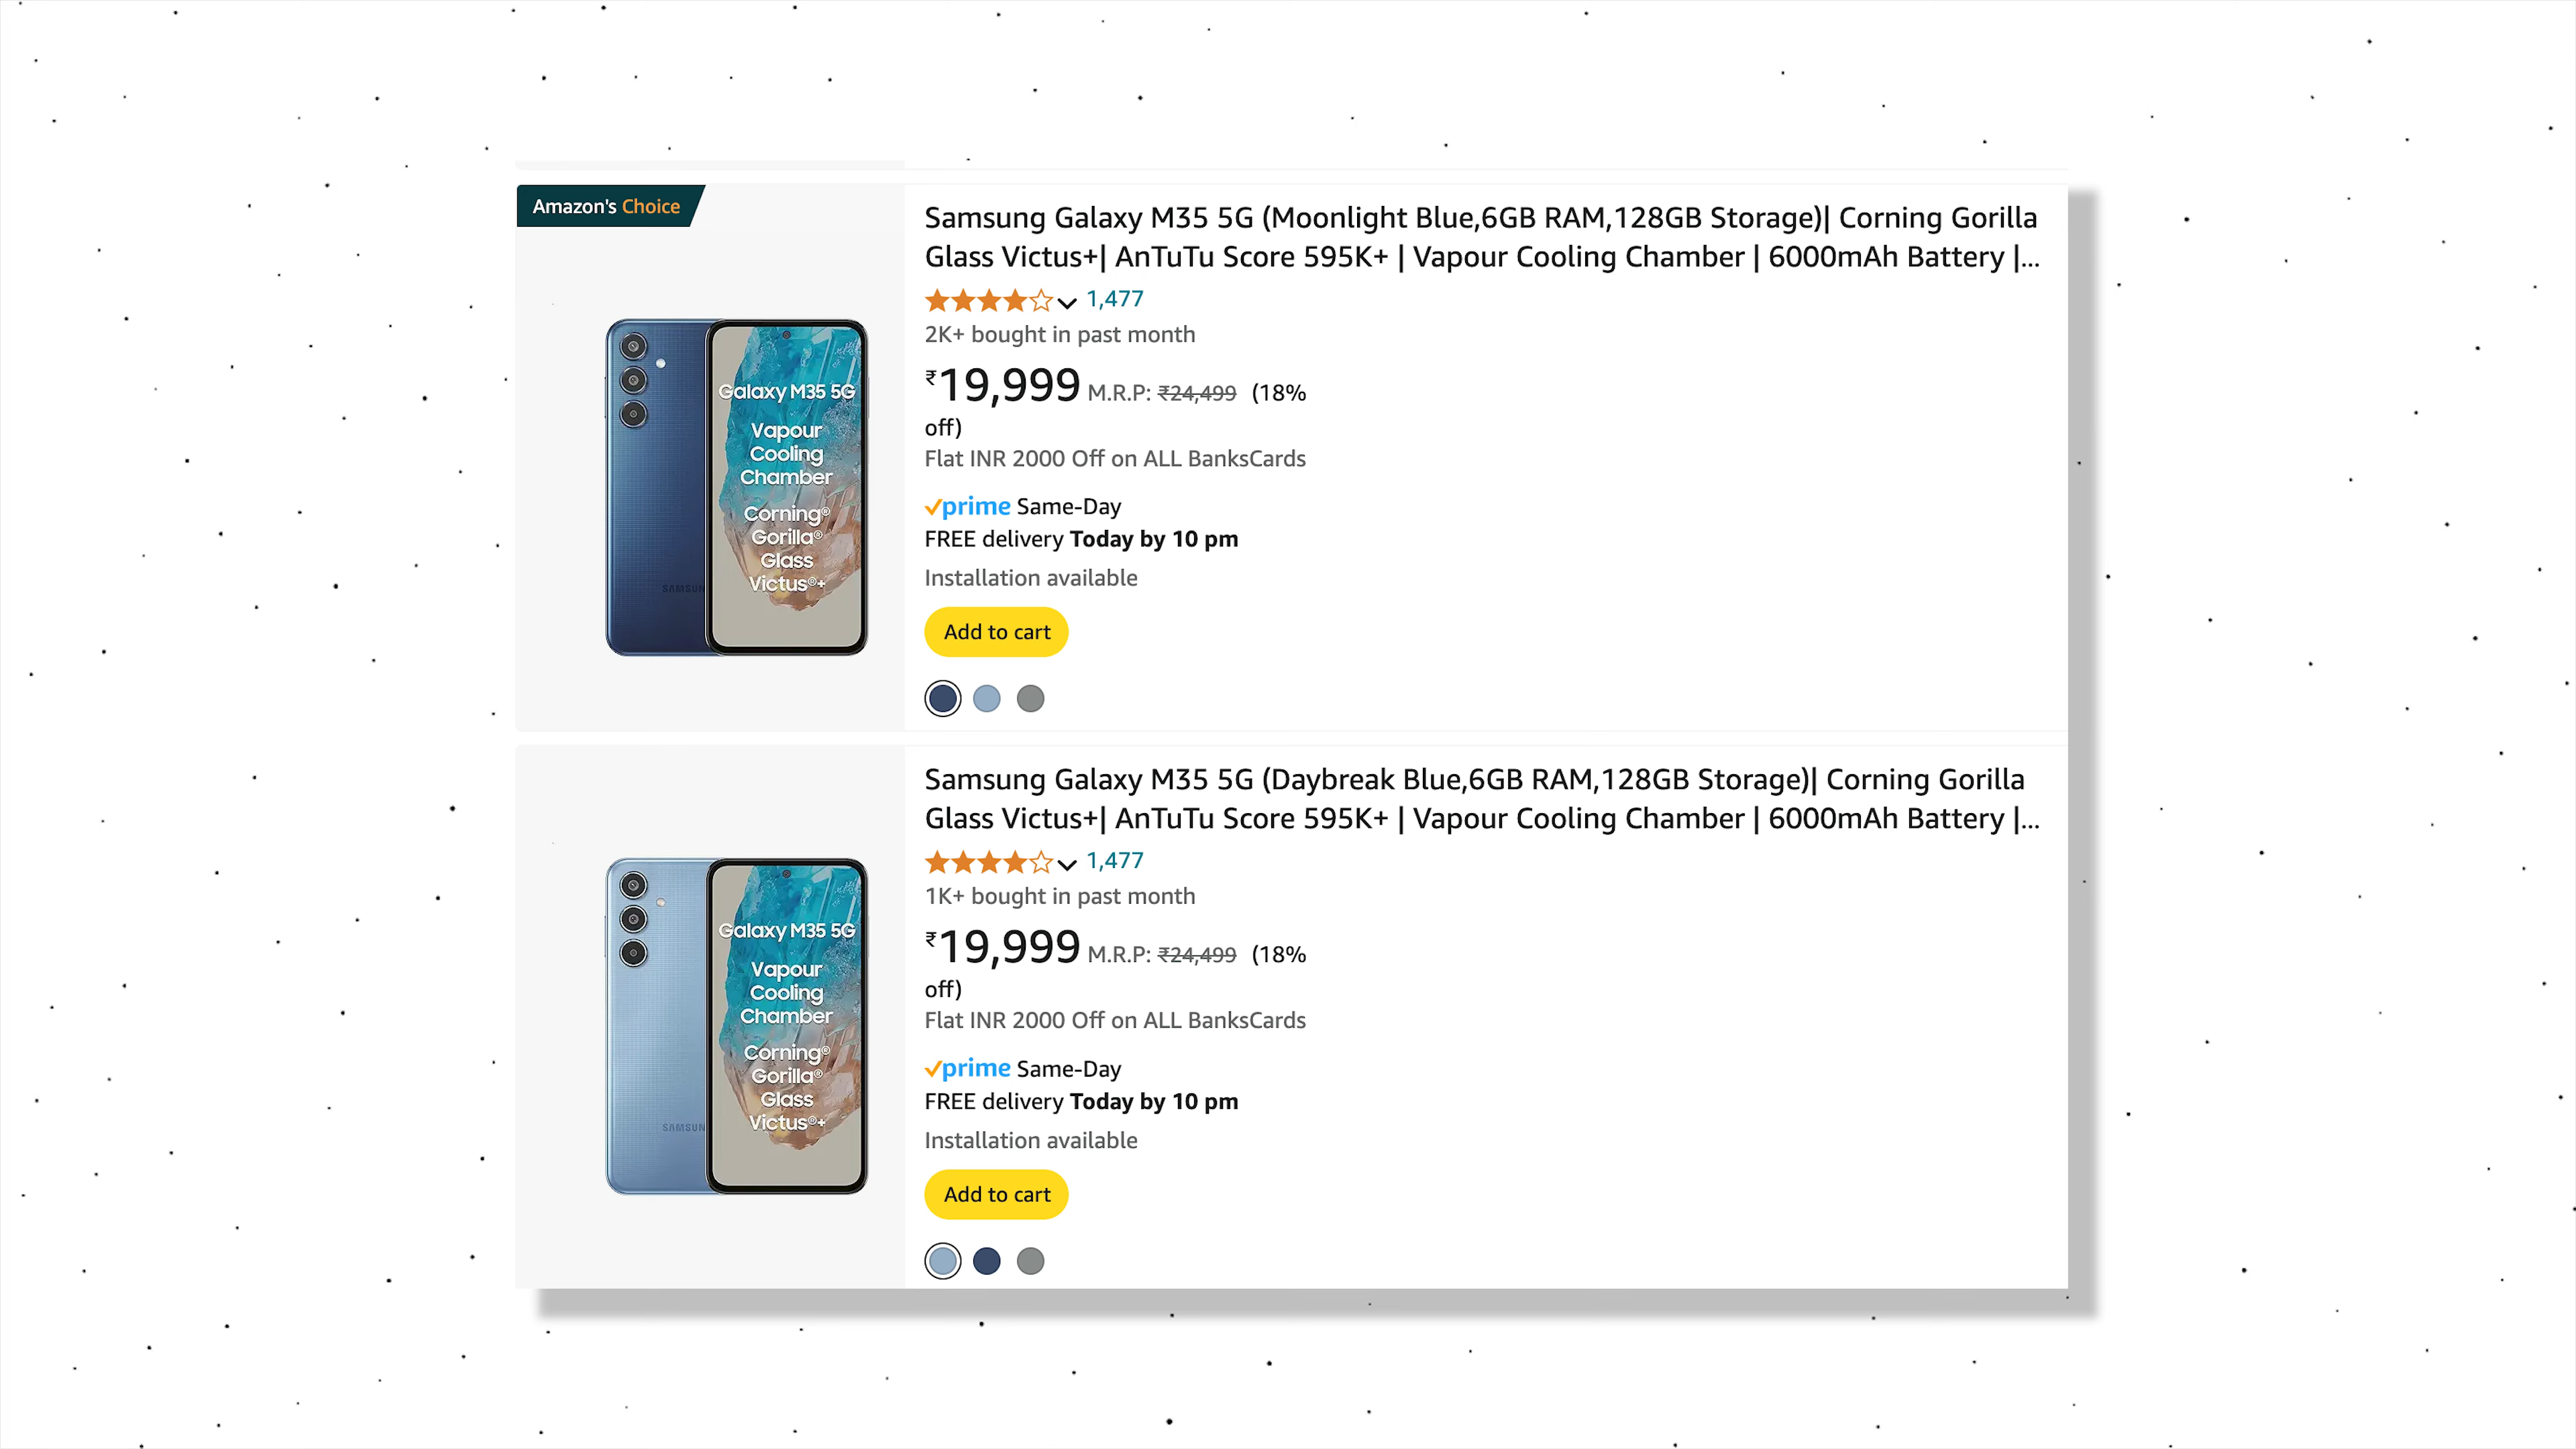 Amazon's Choice
Samsung Galaxy M35 5G (Moonlight Blue,6GB RAM,128GB Storage)| Corning Gorilla
Glass Victus+| AnTuTu Score 595K+ | Vapour Cooling Chamber | 6000mAh Battery |...
1,477
2K+ bought in past month
₹19,999 M.R.P: ₹24,499 (18%
off)
Flat INR 2000 Off on ALL BanksCards
prime Same-Day
FREE delivery Today by 10 pm
Installation available
Add to cart
Galaxy M35 5G
Vapour
Cooling
Chamber
Corning®
Gorilla®
Glass
Victus®+
SAMSUN
Samsung Galaxy M35 5G (Daybreak Blue,6GB RAM,128GB Storage)| Corning Gorilla
Glass Victus+| AnTuTu Score 595K+ | Vapour Cooling Chamber | 6000mAh Battery |...
1,477
1K+ bought in past month
₹19,999 M.R.P: ₹24,499 (18%
off)
Flat INR 2000 Off on ALL BanksCards
prime Same-Day
FREE delivery Today by 10 pm
Installation available
Add to cart
Galaxy M35 5G
Vapour
Cooling
Chamber
Corning®
Gorilla®
Glass
Victus®+
SAMSUN